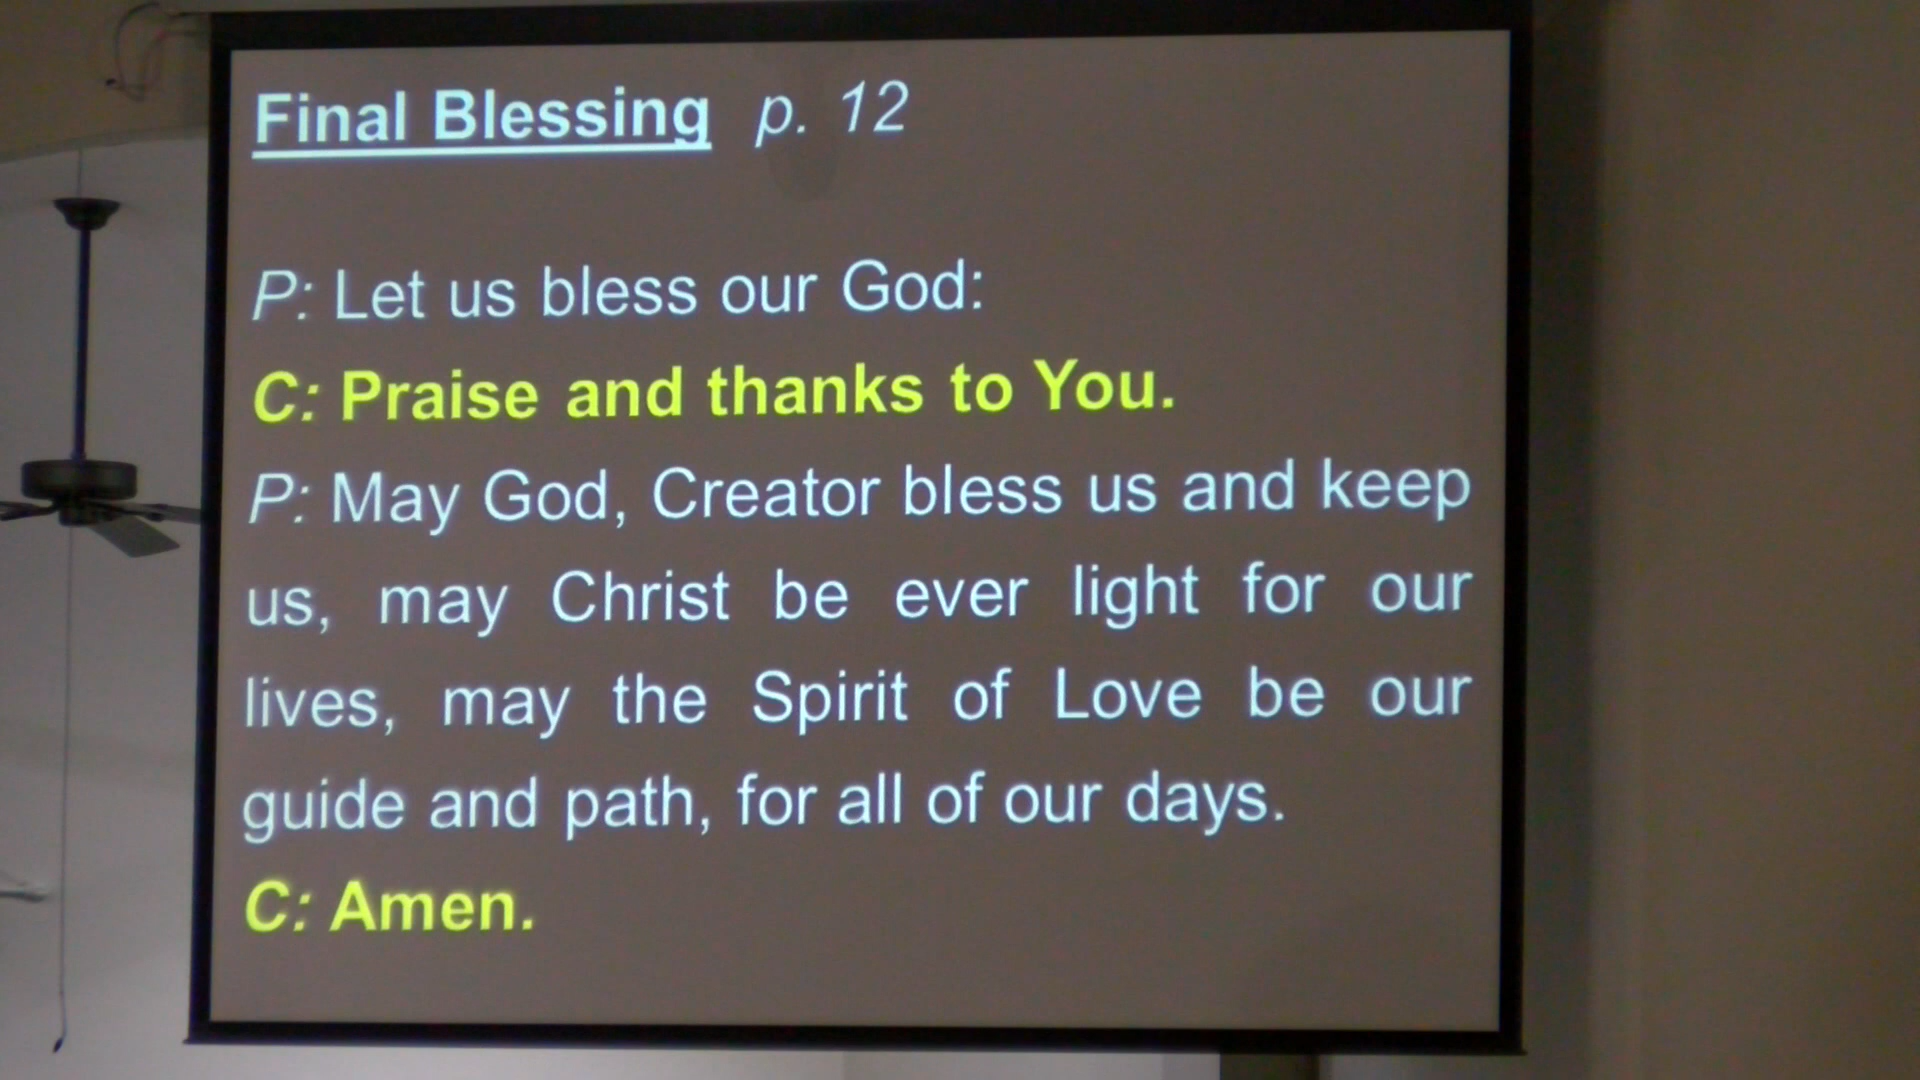 Final Blessing p. 12
P: Let us bless our God:
C: Praise and thanks to You.
P: May God, Creator bless us and keep
us, may Christ be ever light for our
lives, may the Spirit of Love be our
guide and path, for all of our days.
C: Amen.